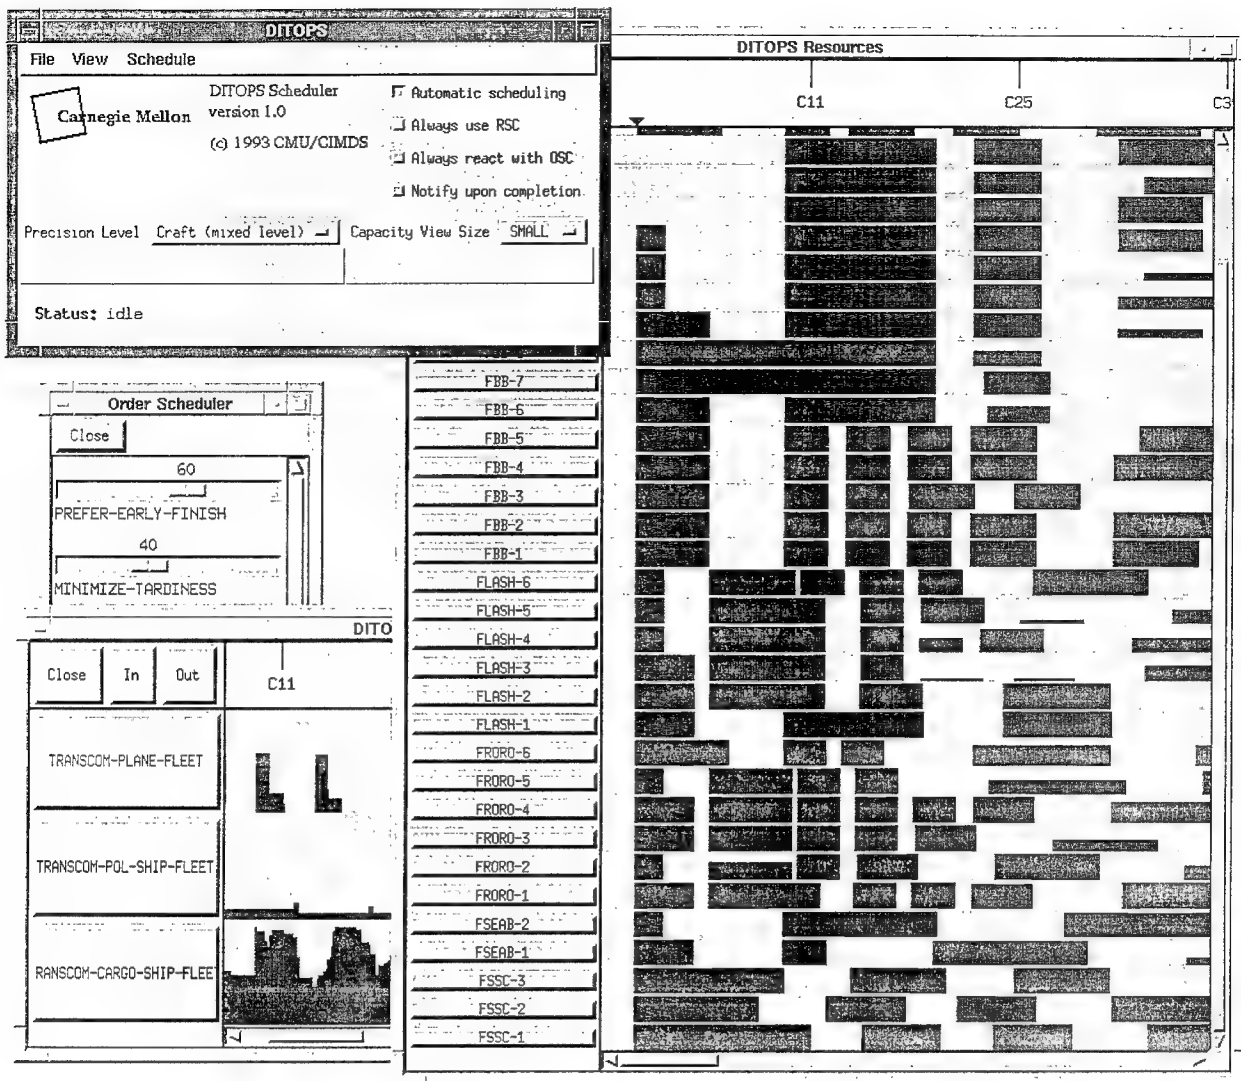 DITOPS
File View Schedule
Carnegie Mellon
DITOPS Scheduler
version 1.0
(c) 1993 CMU/CIMDS
Automatic scheduling
Always use RSC
Always react with OSC
Notify upon completion
Precision Level Craft (mixed level) Capacity View Size SMALL
Status: idle
DITOPS Resources
C11 C25 C3
FBB-7
FBB-6
FBB-5
FBB-4
FBB-3
FBB-2
FBB-1
FLASH-6
FLASH-5
FLASH-4
FLASH-3
FLASH-2
FLASH-1
FRORO-6
FRORO-5
FRORO-4
FRORO-3
FRORO-2
FRORO-1
FSEAB-2
FSEAB-1
FSSC-3
FSSC-2
FSSC-1
Order Scheduler
Close
60
PREFER-EARLY-FINISH
40
MINIMIZE-TARDINESS
DITO
Close In Out
C11
TRANSCOM-PLANE-FLEET
TRANSCOM-POL-SHIP-FLEET
RANSCOM-CARGO-SHIP-FLEE